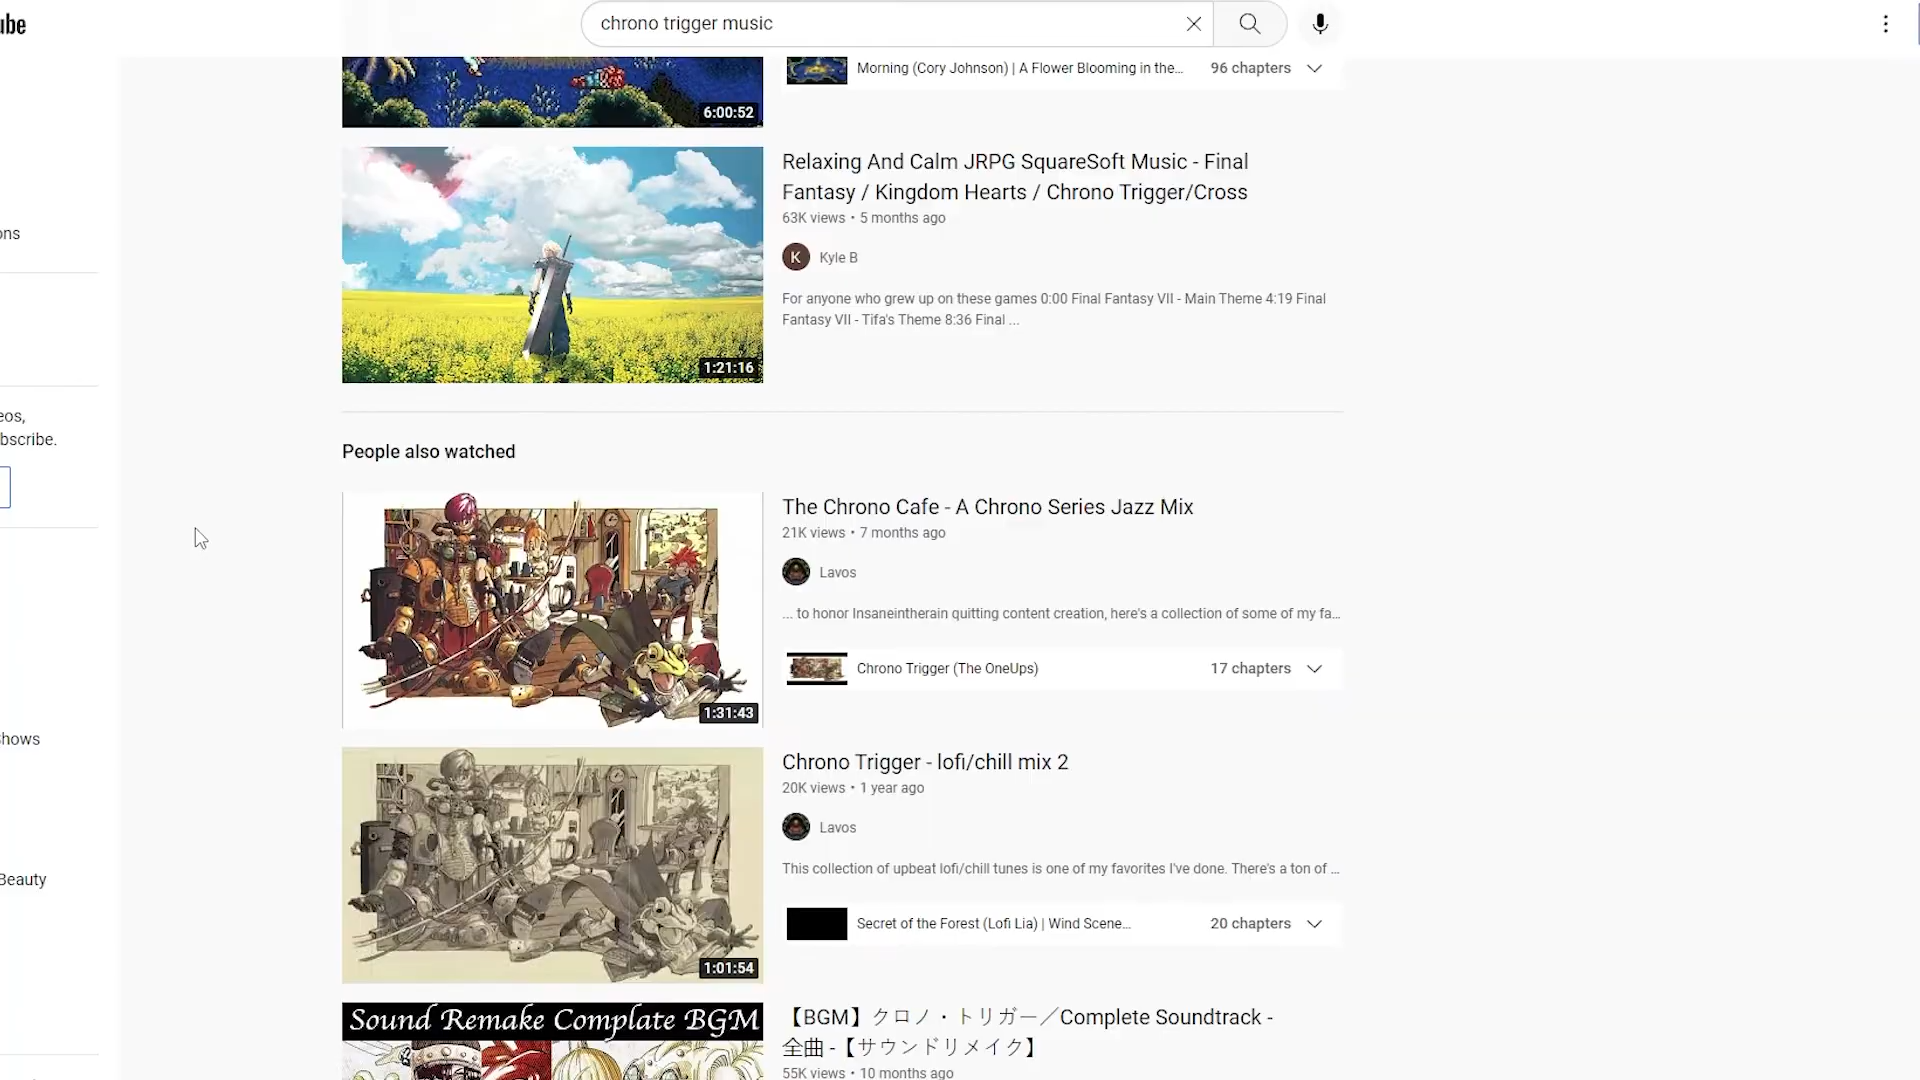 ube
chrono trigger music
Morning (Cory Johnson) | A Flower Blooming in the...
96 chapters
6:00:52
Relaxing And Calm JRPG SquareSoft Music - Final
Fantasy / Kingdom Hearts / Chrono Trigger/Cross
63K views • 5 months ago
K
Kyle B
For anyone who grew up on these games 0:00 Final Fantasy VII - Main Theme 4:19 Final
Fantasy VII - Tifa's Theme 8:36 Final ...
1:21:16
ons
eos,
bscribe.
hows
Beauty
People also watched
The Chrono Cafe - A Chrono Series Jazz Mix
21K views • 7 months ago
Lavos
... to honor Insaneintherain quitting content creation, here's a collection of some of my fa...
Chrono Trigger (The OneUps)
17 chapters
1:31:43
Chrono Trigger - lofi/chill mix 2
20K views • 1 year ago
Lavos
This collection of upbeat lofi/chill tunes is one of my favorites I've done. There's a ton of ...
Secret of the Forest (Lofi Lia) | Wind Scene...
20 chapters
1:01:54
Sound Remake Complate BGM
【BGM】クロノ・トリガー／Complete Soundtrack -
全曲 -【サウンドリメイク】
55K views • 10 months ago